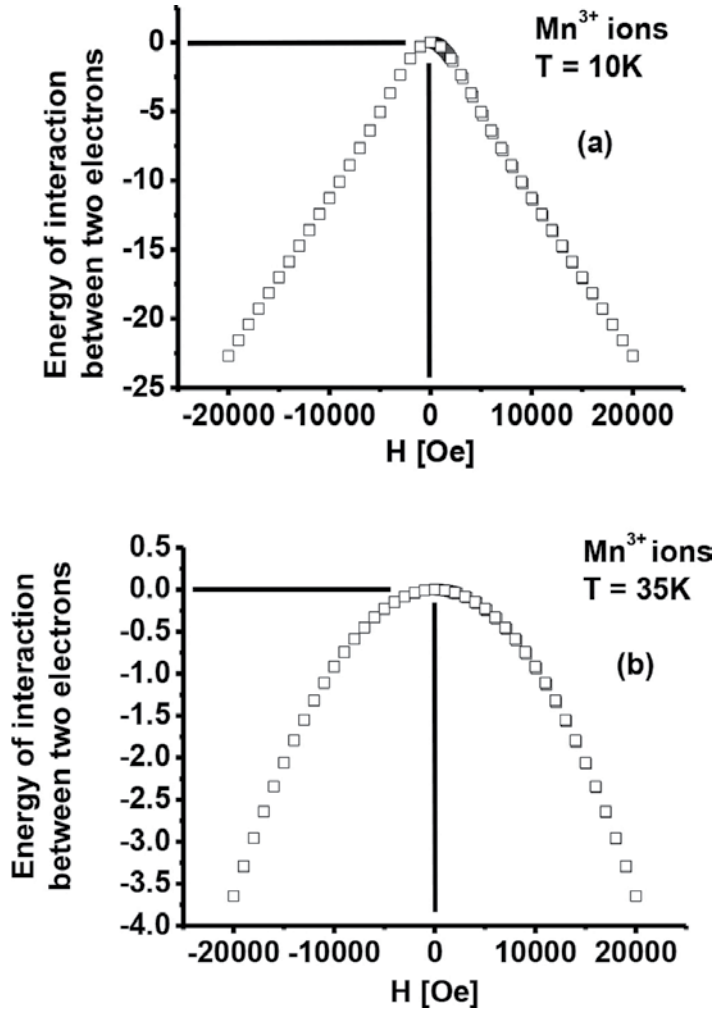 Energy of interaction
between two electrons
0
-5
-10
-15
-20
-25
Mn³⁺ ions
T = 10K
(a)
-20000 -10000 0 10000 20000
H [Oe]
Energy of interaction
between two electrons
0.5
0.0
-0.5
-1.0
-1.5
-2.0
-2.5
-3.0
-3.5
-4.0
Mn³⁺ ions
T = 35K
(b)
-20000 -10000 0 10000 20000
H [Oe]